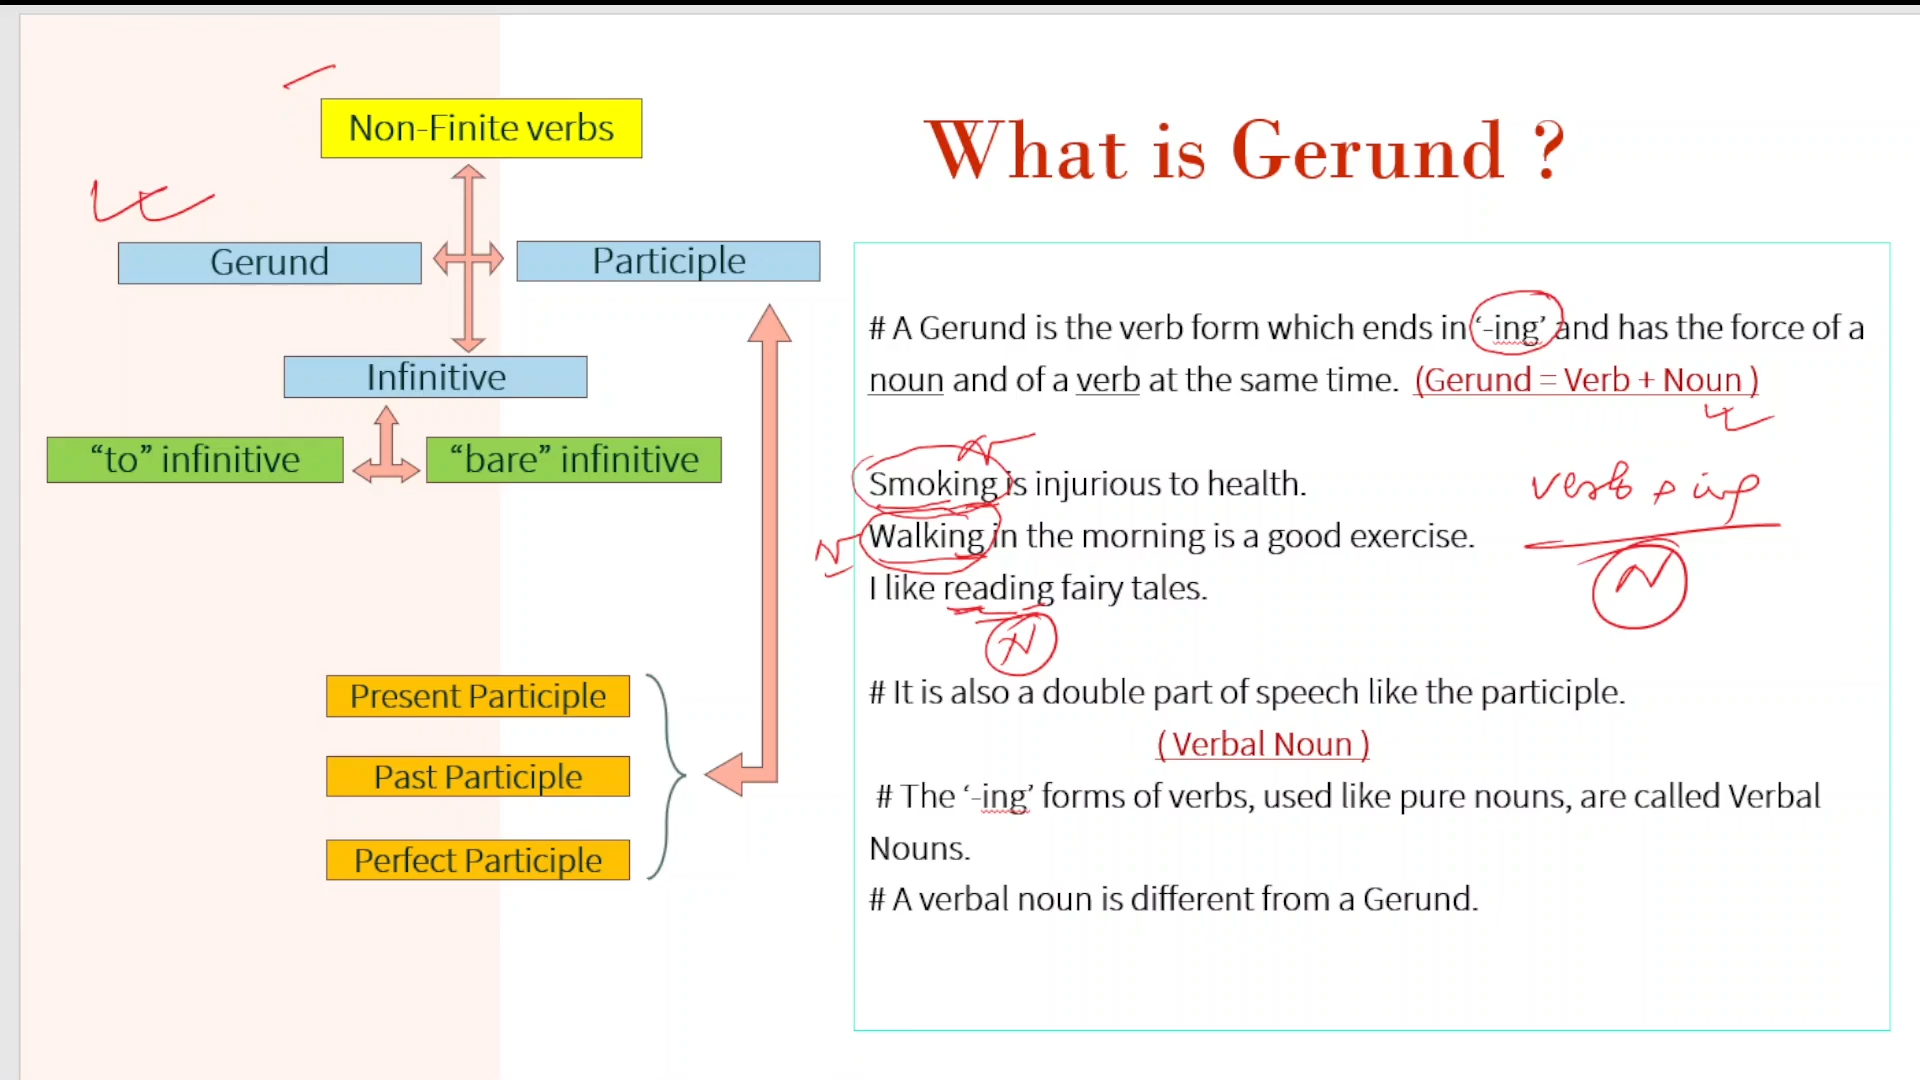 Non-Finite verbs
Gerund
Participle
Infinitive
“to” infinitive
“bare” infinitive
Present Participle
Past Participle
Perfect Participle
What is Gerund ?
# A Gerund is the verb form which ends in ‘-ing’ and has the force of a
noun and of a verb at the same time. (Gerund = Verb + Noun )
N
Smoking is injurious to health.
verb + ing
N Walking in the morning is a good exercise.
N
I like reading fairy tales.
N
# It is also a double part of speech like the participle.
( Verbal Noun )
# The ‘-ing’ forms of verbs, used like pure nouns, are called Verbal
Nouns.
# A verbal noun is different from a Gerund.